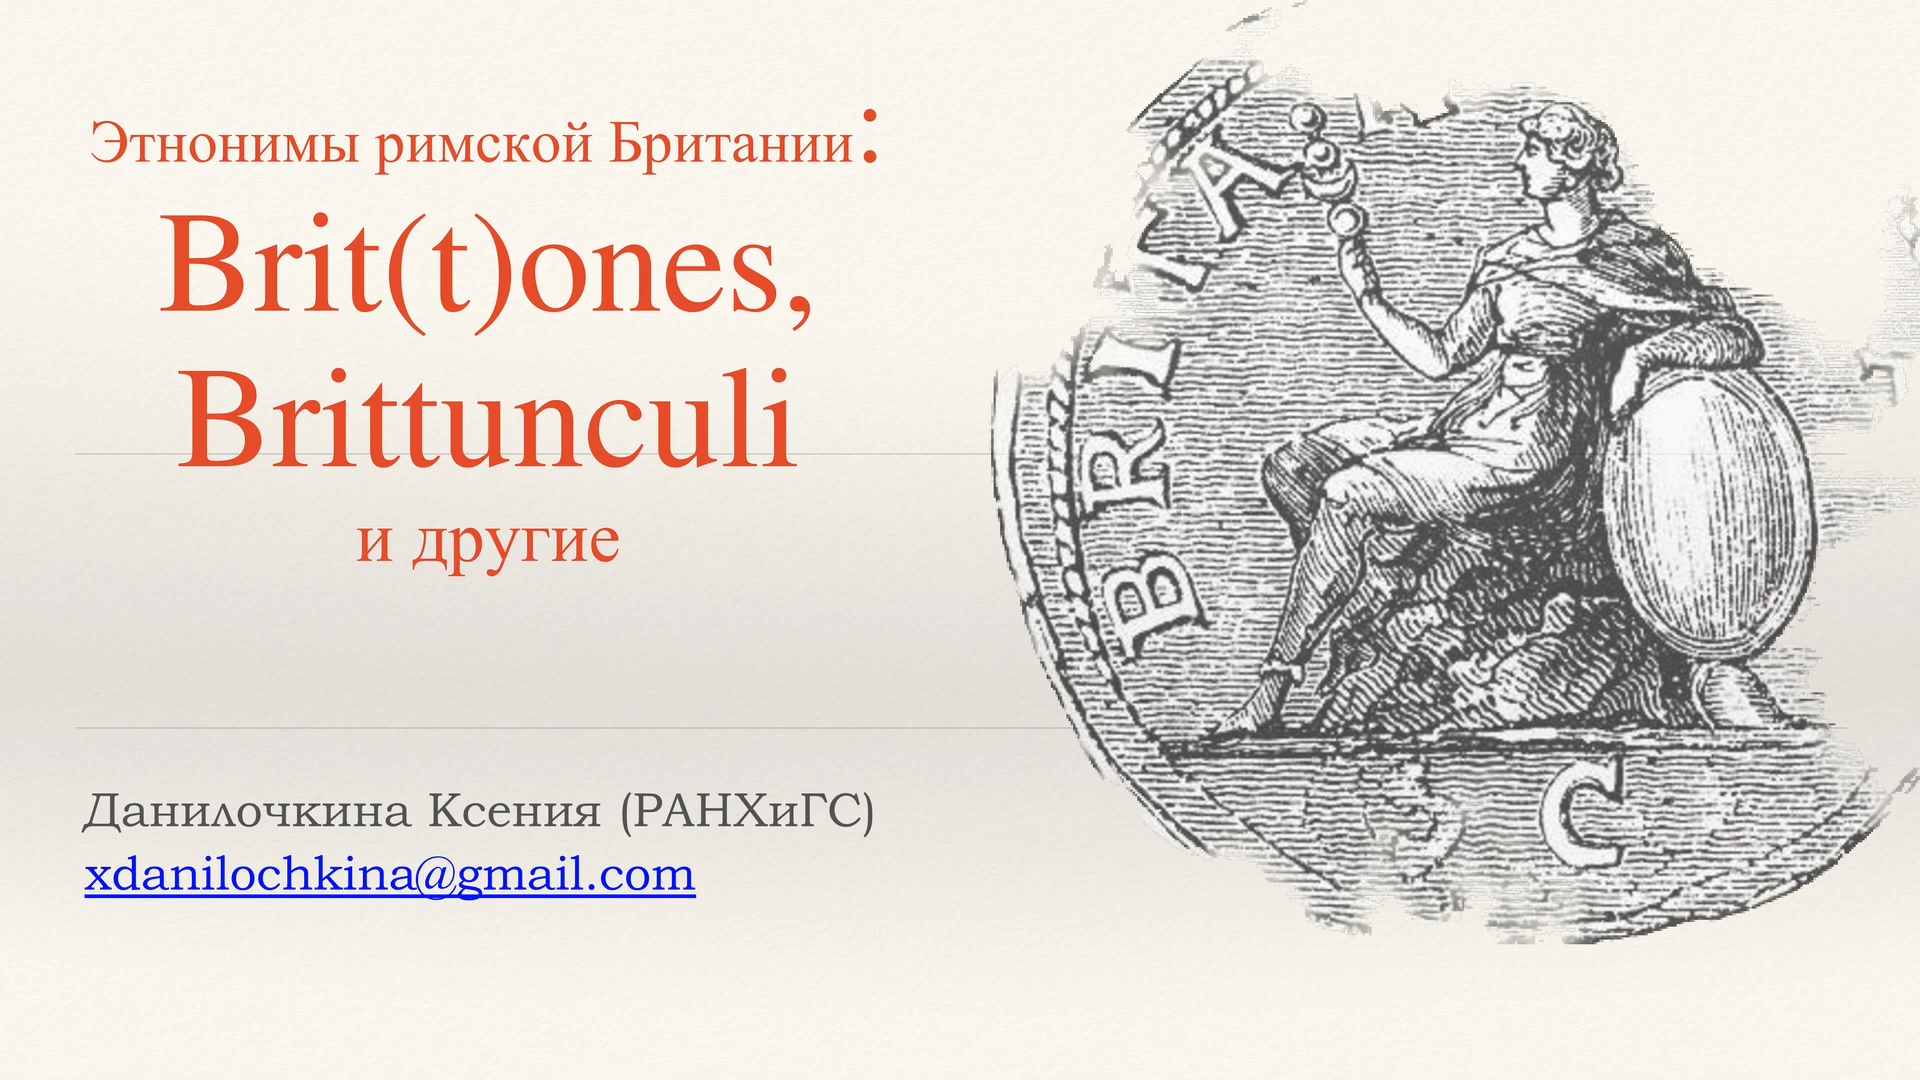 Этнонимы римской Британии:
Brit(t)ones,
Brittunculi
и другие
Данилочкина Ксения (РАНХиГС)
xdanilochkina@gmail.com
BRITA
C